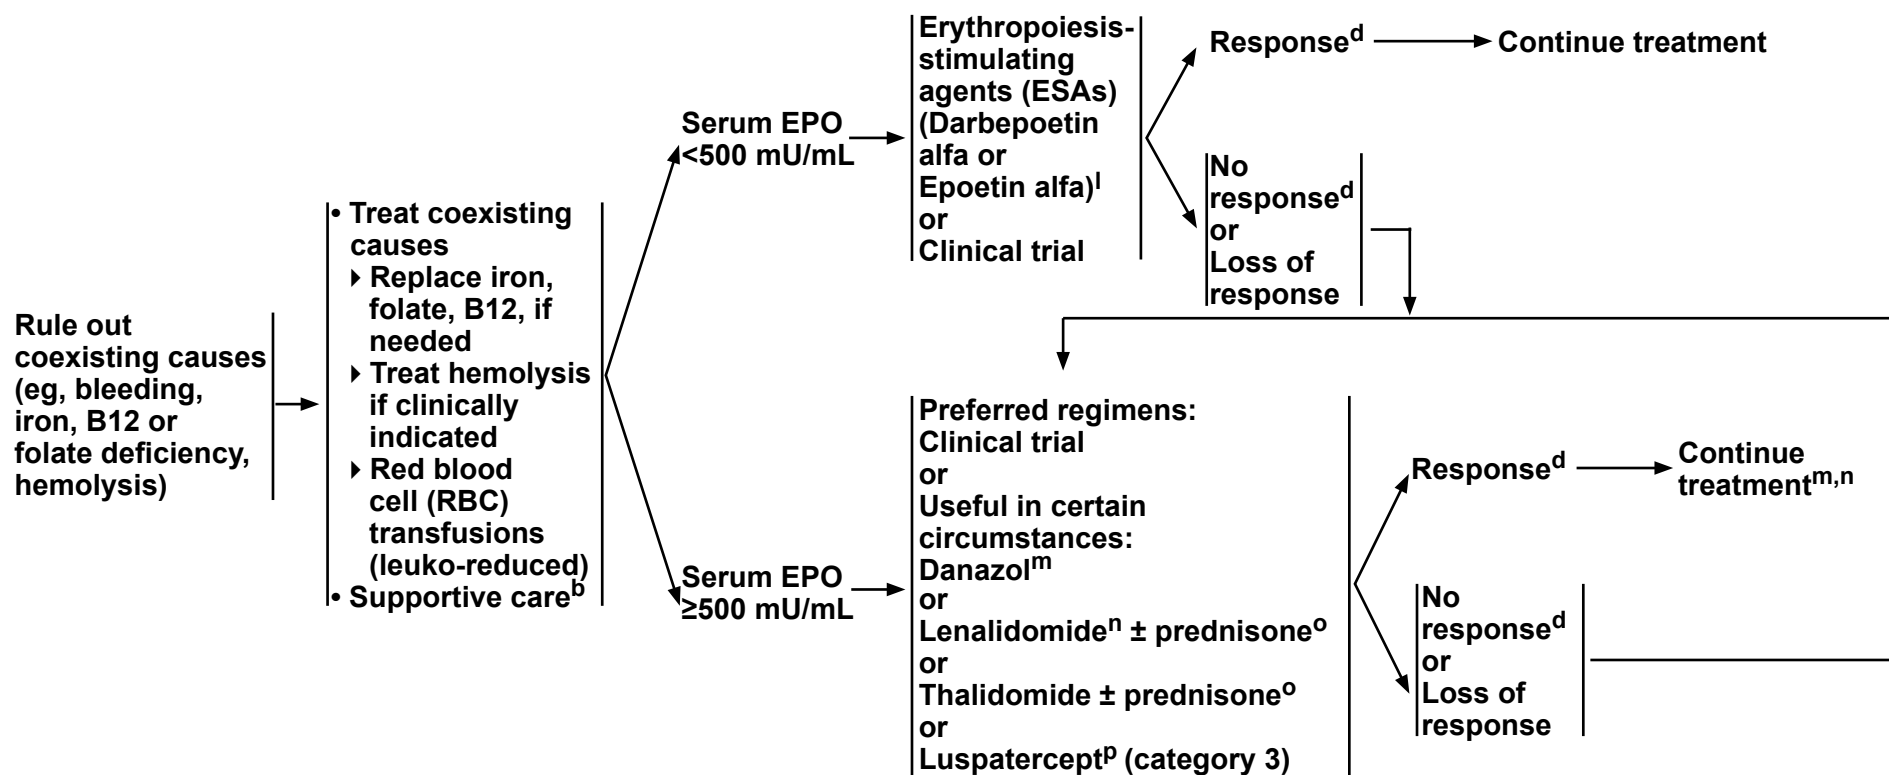 Rule out
coexisting causes
(eg, bleeding,
iron, B12 or
folate deficiency,
hemolysis)
• Treat coexisting
causes
▸ Replace iron,
folate, B12, if
needed
▸ Treat hemolysis
if clinically
indicated
▸ Red blood
cell (RBC)
transfusions
(leuko-reduced)
• Supportive care^b
Serum EPO
<500 mU/mL
Erythropoiesis-
stimulating
agents (ESAs)
(Darbepoetin
alfa or
Epoetin alfa)^l
or
Clinical trial
Response^d
Continue treatment
No
response^d
or
Loss of
response
Serum EPO
≥500 mU/mL
Preferred regimens:
Clinical trial
or
Useful in certain
circumstances:
Danazol^m
or
Lenalidomide^n ± prednisone^o
or
Thalidomide ± prednisone^o
or
Luspatercept^p (category 3)
Response^d
Continue
treatment^m,n
No
response^d
or
Loss of
response